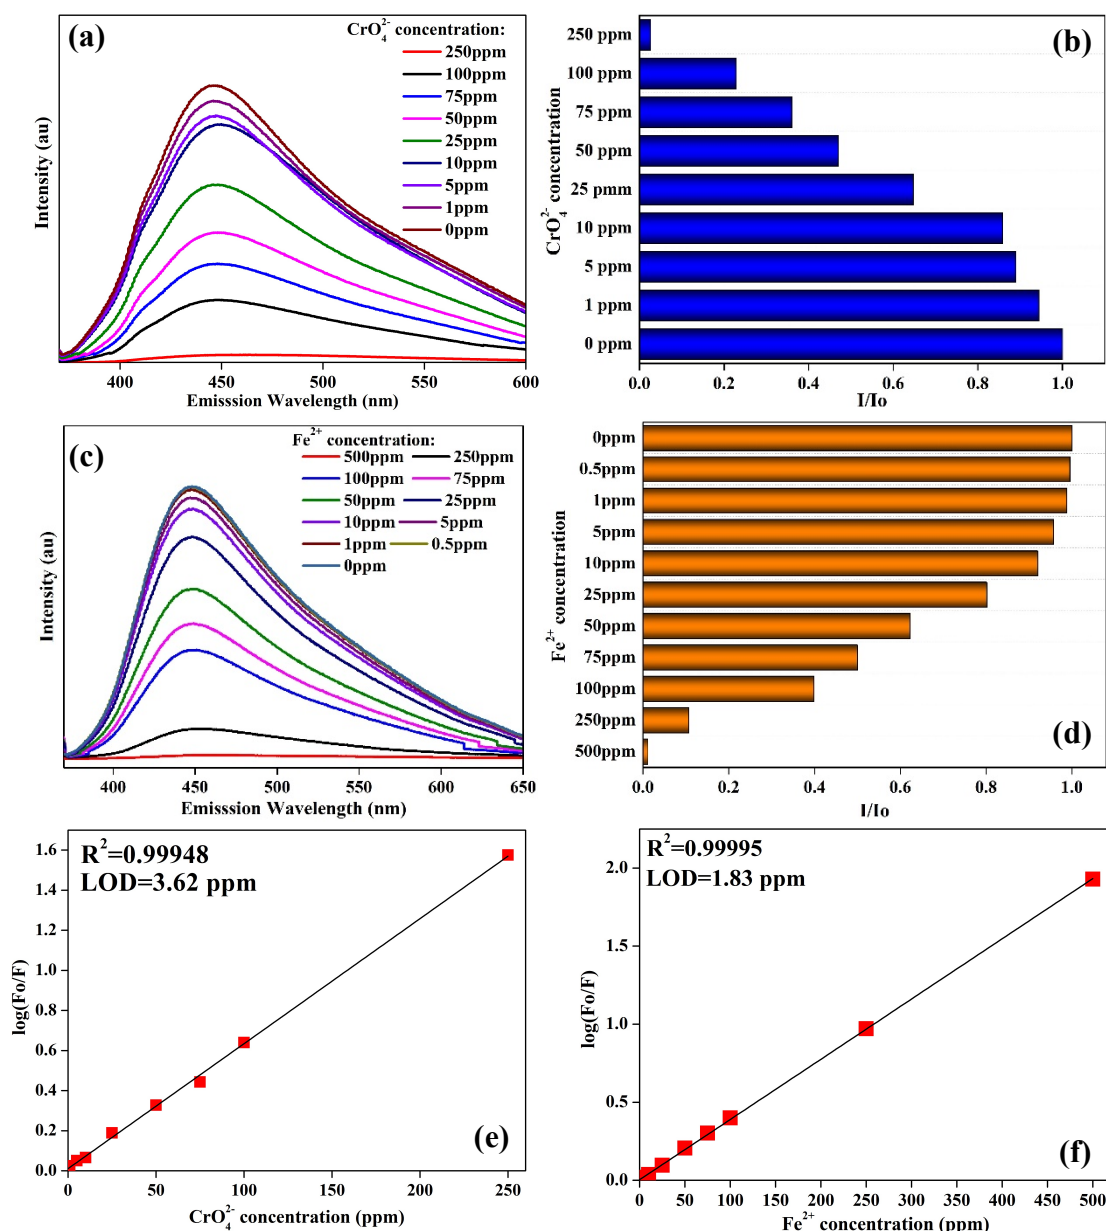 (a)
CrO₄²⁻ concentration:
250ppm
100ppm
75ppm
50ppm
25ppm
10ppm
5ppm
1ppm
0ppm
Intensity (au)
400 450 500 550 600
Emisssion Wavelength (nm)
(b)
CrO₄²⁻ concentration
250 ppm
100 ppm
75 ppm
50 ppm
25 pmm
10 ppm
5 ppm
1 ppm
0 ppm
0.0 0.2 0.4 0.6 0.8 1.0
I/Io
(c)
Fe²⁺ concentration:
500ppm 250ppm
100ppm 75ppm
50ppm 25ppm
10ppm 5ppm
1ppm 0.5ppm
0ppm
Intensity (au)
400 450 500 550 600 650
Emisssion Wavelength (nm)
Fe²⁺ concentration
0ppm
0.5ppm
1ppm
5ppm
10ppm
25ppm
50ppm
75ppm
100ppm
250ppm
500ppm
(d)
0.0 0.2 0.4 0.6 0.8 1.0
I/Io
R²=0.99948
LOD=3.62 ppm
log(Fo/F)
1.6
1.4
1.2
1.0
0.8
0.6
0.4
0.2
0.0
(e)
0 50 100 150 200 250
CrO₄²⁻ concentration (ppm)
R²=0.99995
LOD=1.83 ppm
log(Fo/F)
2.0
1.5
1.0
0.5
0.0
(f)
0 50 100 150 200 250 300 350 400 450 500
Fe²⁺ concentration (ppm)